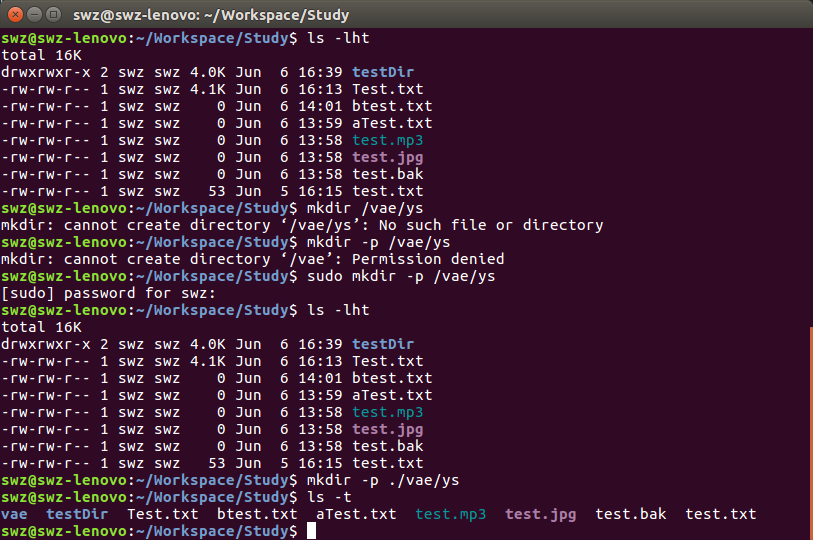 swz@swz-lenovo: ~/Workspace/Study
swz@swz-lenovo:~/Workspace/Study$ ls -lht
total 16K
drwxrwxr-x 2 swz swz 4.0K Jun  6 16:39 testDir
-rw-rw-r-- 1 swz swz 4.1K Jun  6 16:13 Test.txt
-rw-rw-r-- 1 swz swz    0 Jun  6 14:01 btest.txt
-rw-rw-r-- 1 swz swz    0 Jun  6 13:59 aTest.txt
-rw-rw-r-- 1 swz swz    0 Jun  6 13:58 test.mp3
-rw-rw-r-- 1 swz swz    0 Jun  6 13:58 test.jpg
-rw-rw-r-- 1 swz swz    0 Jun  6 13:58 test.bak
-rw-rw-r-- 1 swz swz   53 Jun  5 16:15 test.txt
swz@swz-lenovo:~/Workspace/Study$ mkdir /vae/ys
mkdir: cannot create directory ‘/vae/ys’: No such file or directory
swz@swz-lenovo:~/Workspace/Study$ mkdir -p /vae/ys
mkdir: cannot create directory ‘/vae’: Permission denied
swz@swz-lenovo:~/Workspace/Study$ sudo mkdir -p /vae/ys
[sudo] password for swz:
swz@swz-lenovo:~/Workspace/Study$ ls -lht
total 16K
drwxrwxr-x 2 swz swz 4.0K Jun  6 16:39 testDir
-rw-rw-r-- 1 swz swz 4.1K Jun  6 16:13 Test.txt
-rw-rw-r-- 1 swz swz    0 Jun  6 14:01 btest.txt
-rw-rw-r-- 1 swz swz    0 Jun  6 13:59 aTest.txt
-rw-rw-r-- 1 swz swz    0 Jun  6 13:58 test.mp3
-rw-rw-r-- 1 swz swz    0 Jun  6 13:58 test.jpg
-rw-rw-r-- 1 swz swz    0 Jun  6 13:58 test.bak
-rw-rw-r-- 1 swz swz   53 Jun  5 16:15 test.txt
swz@swz-lenovo:~/Workspace/Study$ mkdir -p ./vae/ys
swz@swz-lenovo:~/Workspace/Study$ ls -t
vae  testDir  Test.txt  btest.txt  aTest.txt  test.mp3  test.jpg  test.bak  test.txt
swz@swz-lenovo:~/Workspace/Study$